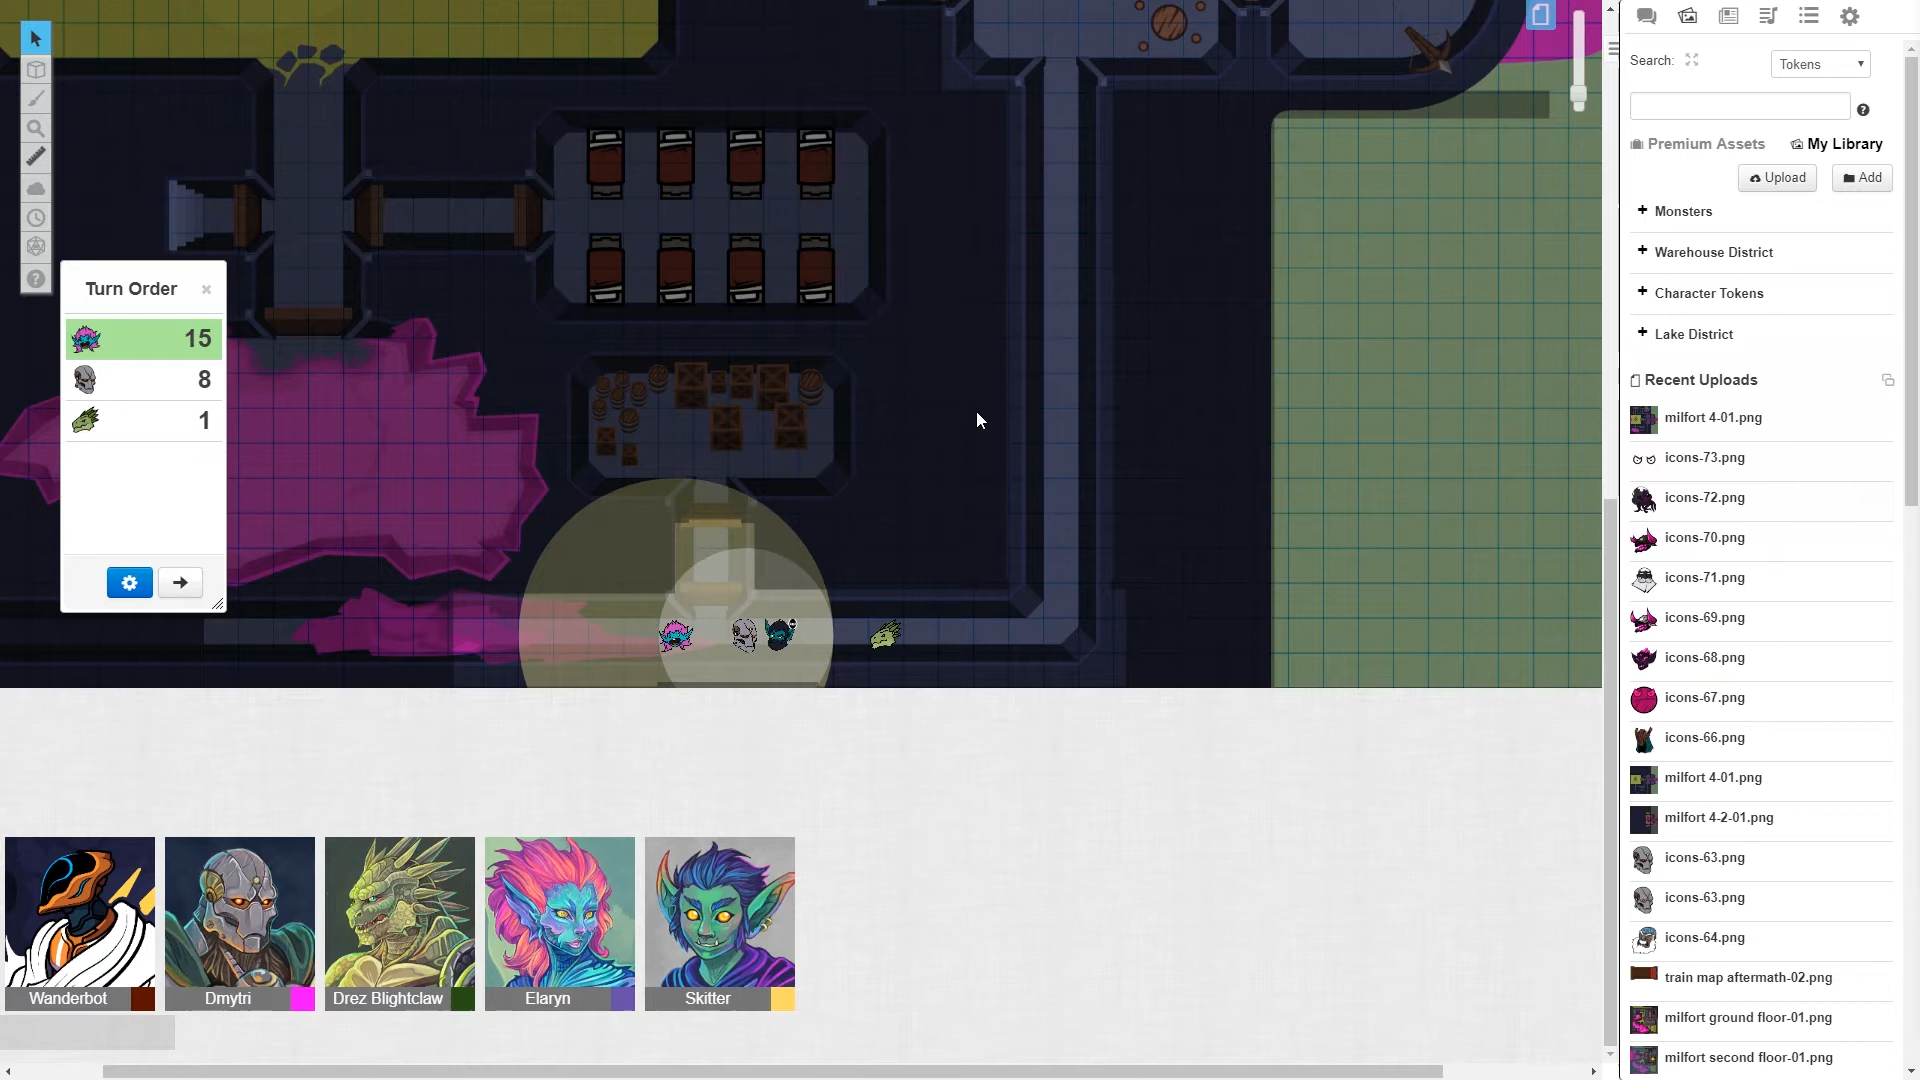 Turn Order ×
15
8
1
Search:
Tokens
Premium Assets
My Library
Upload
Add
+ Monsters
+ Warehouse District
+ Character Tokens
+ Lake District
Recent Uploads
milfort 4-01.png
icons-73.png
icons-72.png
icons-70.png
icons-71.png
icons-69.png
icons-68.png
icons-67.png
icons-66.png
milfort 4-01.png
milfort 4-2-01.png
icons-63.png
icons-63.png
icons-64.png
train map aftermath-02.png
milfort ground floor-01.png
milfort second floor-01.png
Wanderbot
Dmytri
Drez Blightclaw
Elaryn
Skitter